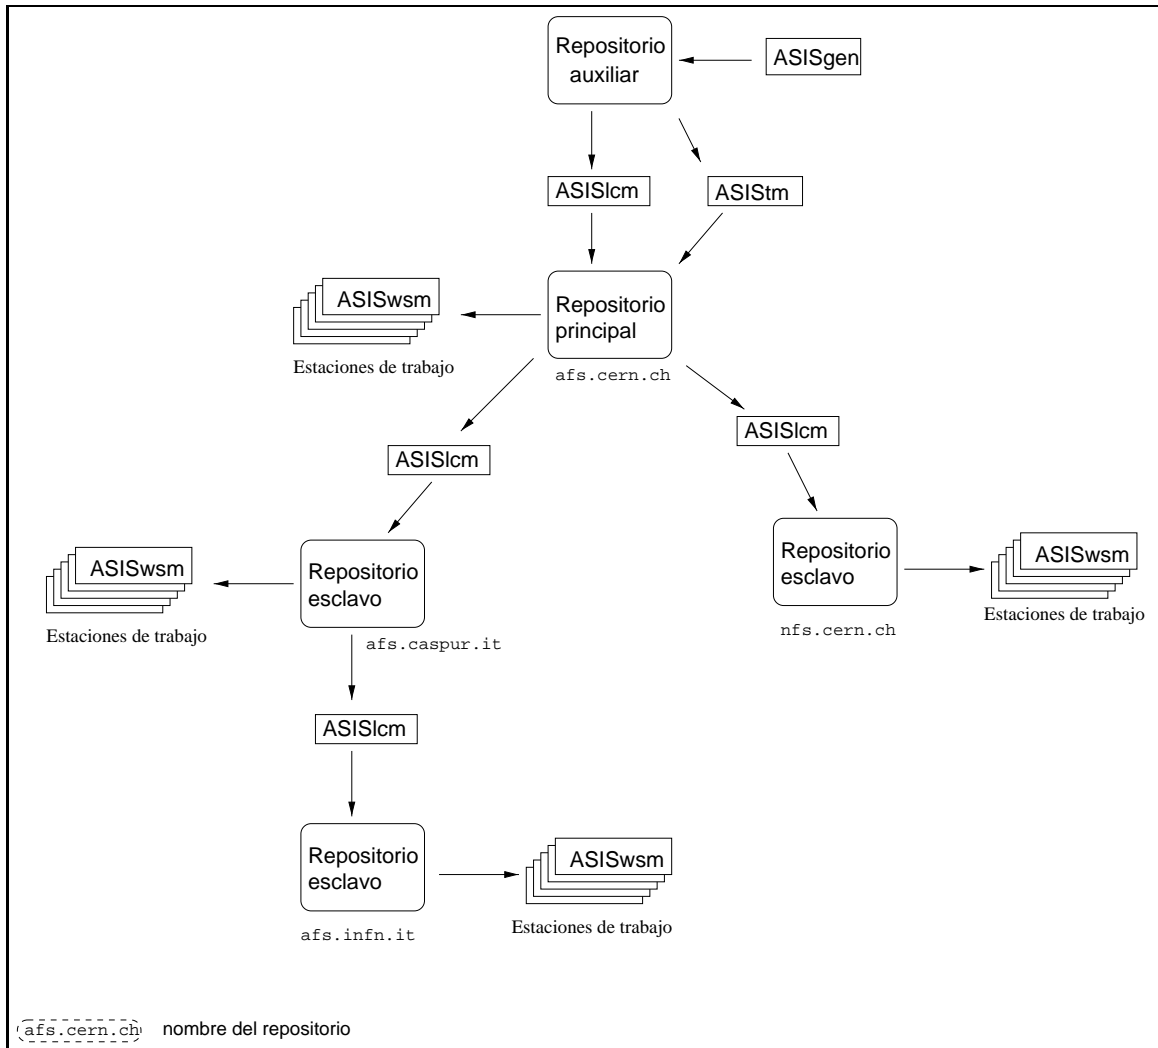 Repositorio
auxiliar
ASISgen
ASISlcm
ASIStm
ASISwsm
Estaciones de trabajo
Repositorio
principal
afs.cern.ch
ASISlcm
ASISlcm
ASISwsm
Estaciones de trabajo
Repositorio
esclavo
afs.caspur.it
Repositorio
esclavo
nfs.cern.ch
ASISwsm
Estaciones de trabajo
ASISlcm
Repositorio
esclavo
afs.infn.it
ASISwsm
Estaciones de trabajo
afs.cern.ch nombre del repositorio